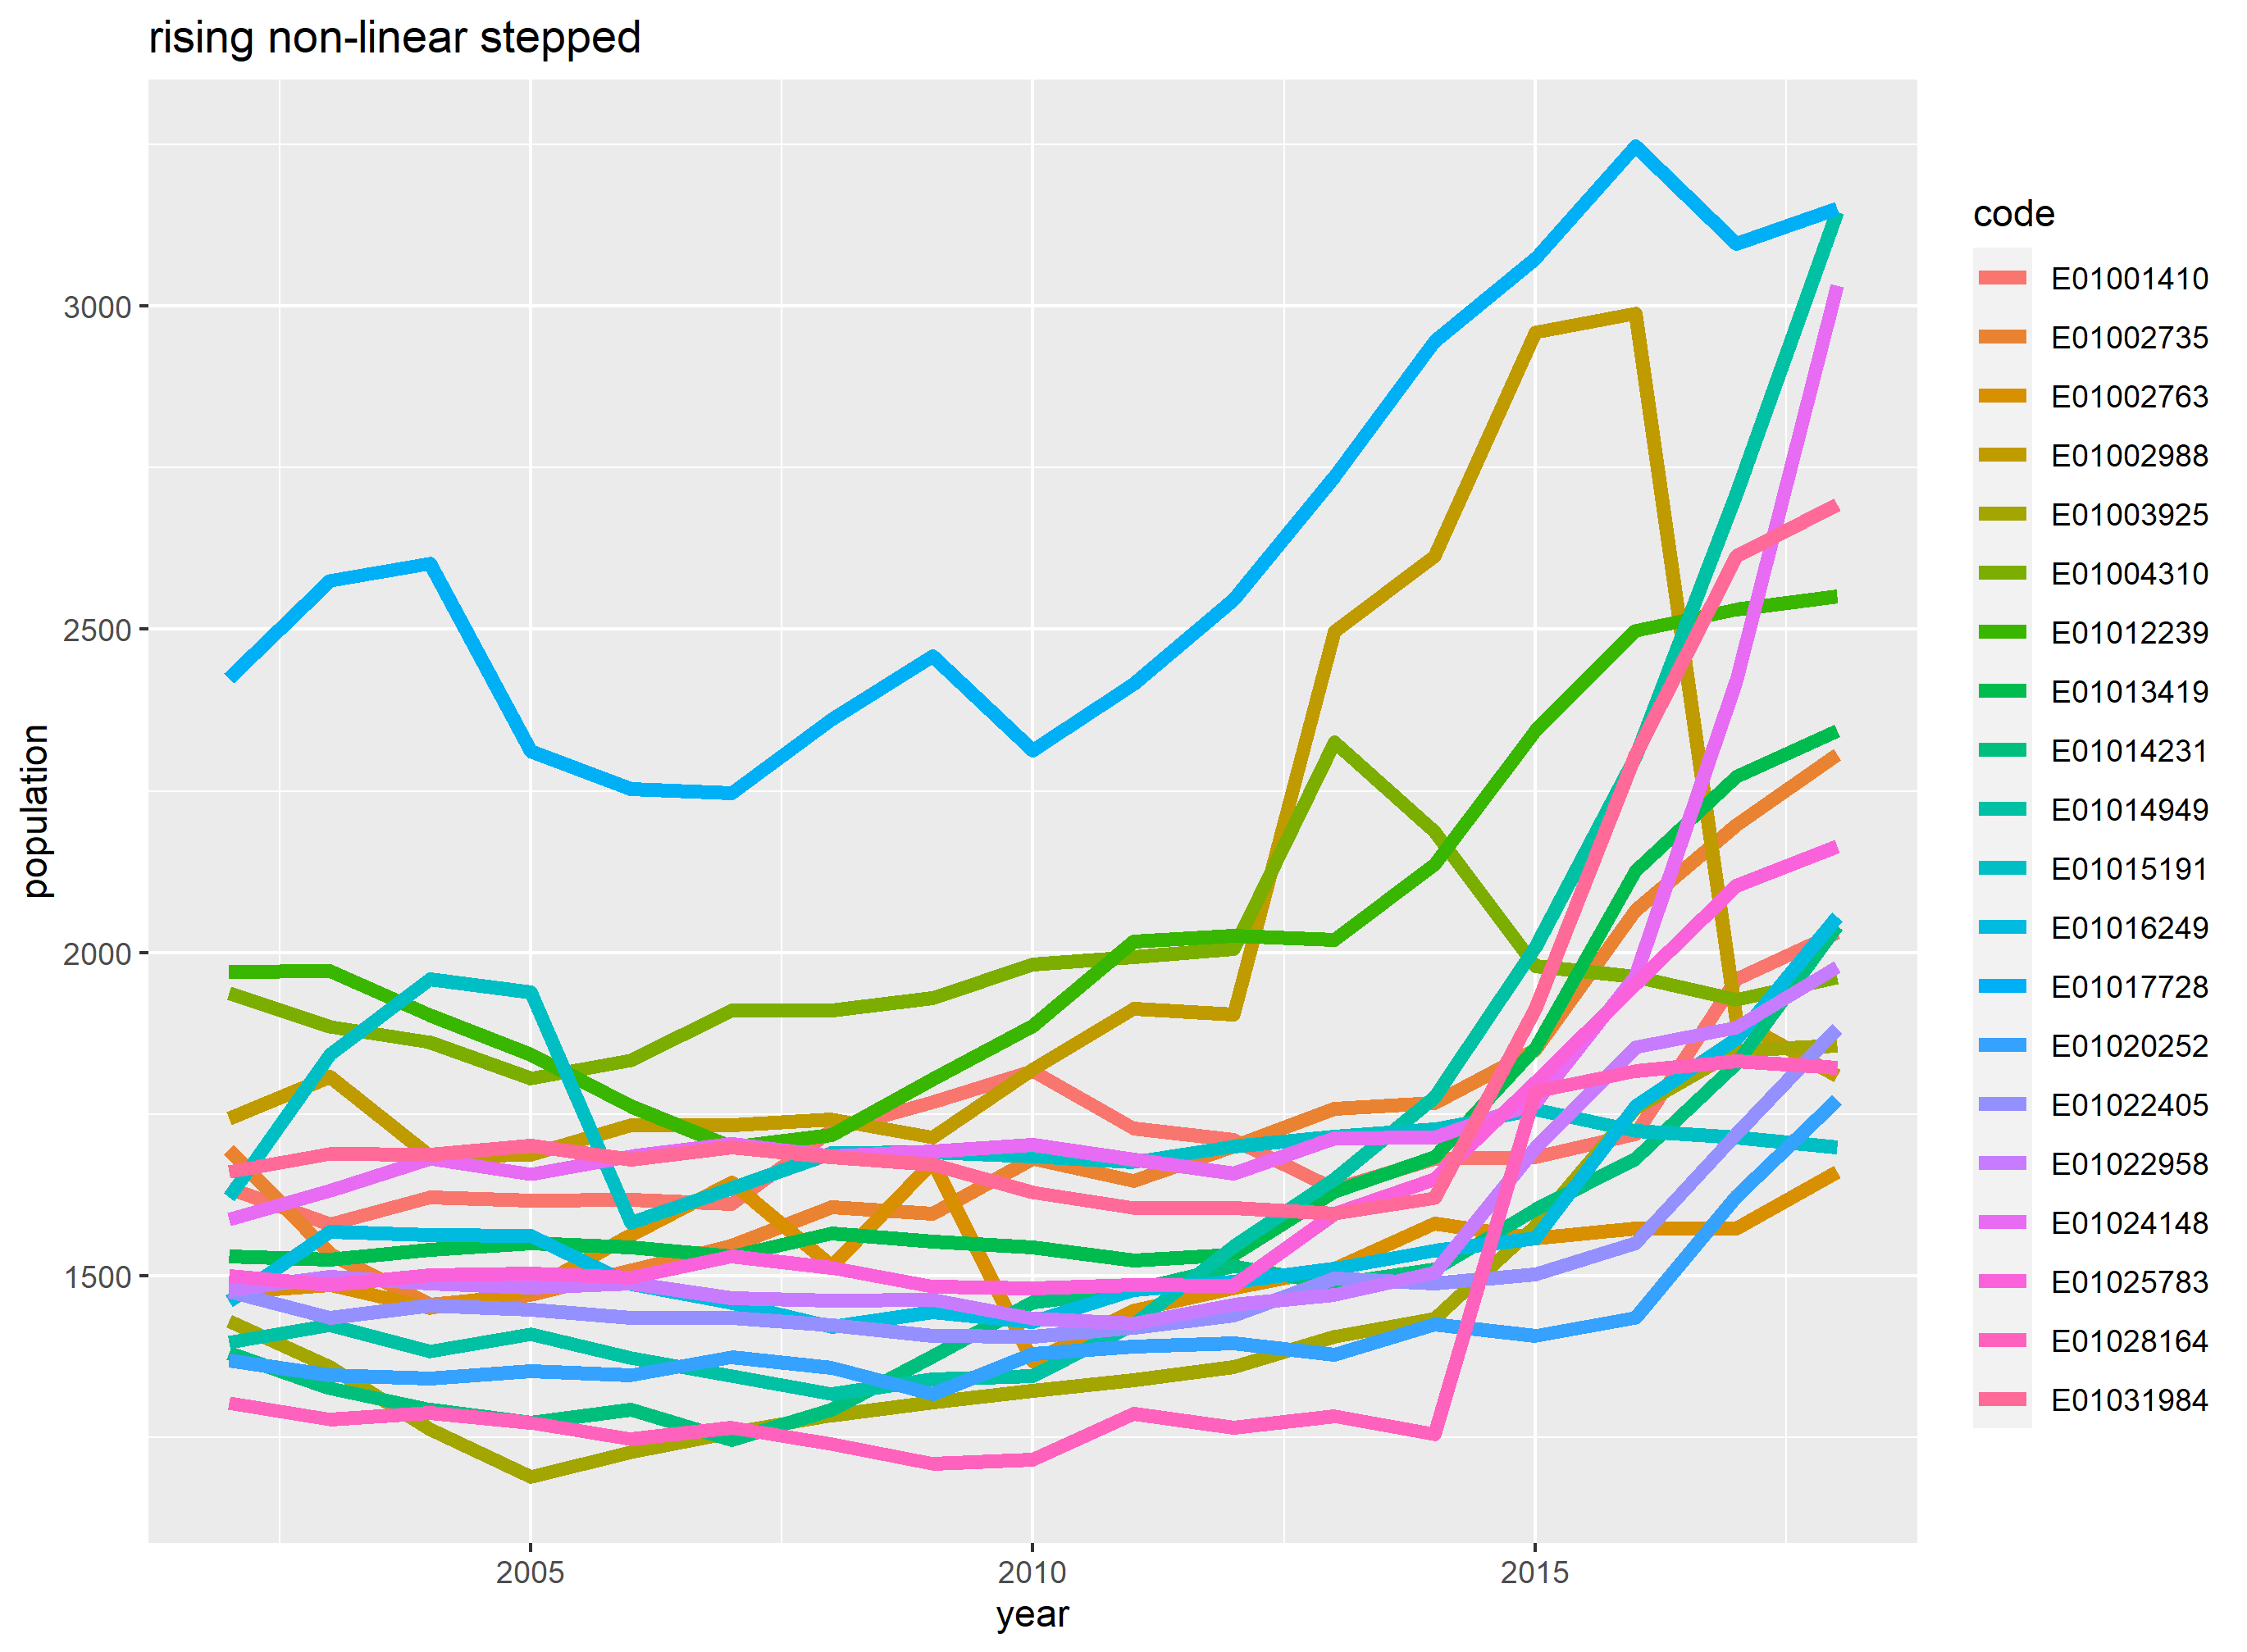 rising non-linear stepped
3000
2500
2000
1500
population
2005 2010 2015
year
code
E01001410
E01002735
E01002763
E01002988
E01003925
E01004310
E01012239
E01013419
E01014231
E01014949
E01015191
E01016249
E01017728
E01020252
E01022405
E01022958
E01024148
E01025783
E01028164
E01031984